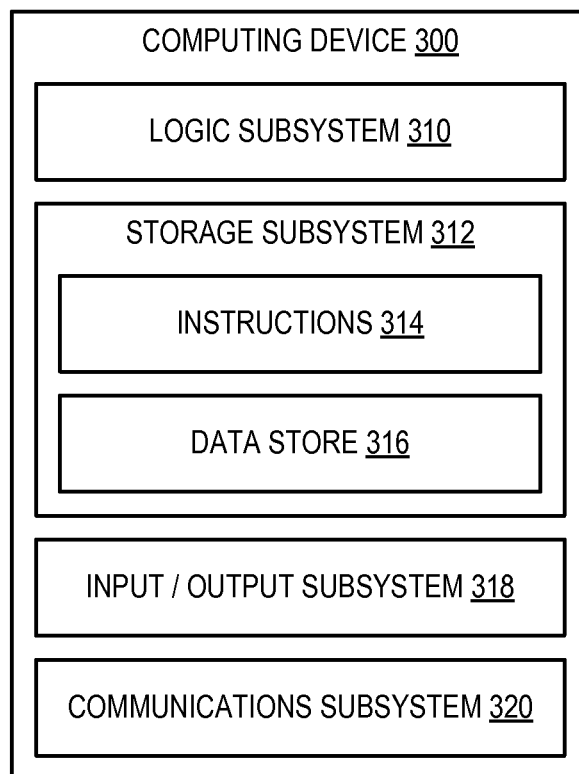 COMPUTING DEVICE 300
LOGIC SUBSYSTEM 310
STORAGE SUBSYSTEM 312
INSTRUCTIONS 314
DATA STORE 316
INPUT / OUTPUT SUBSYSTEM 318
COMMUNICATIONS SUBSYSTEM 320